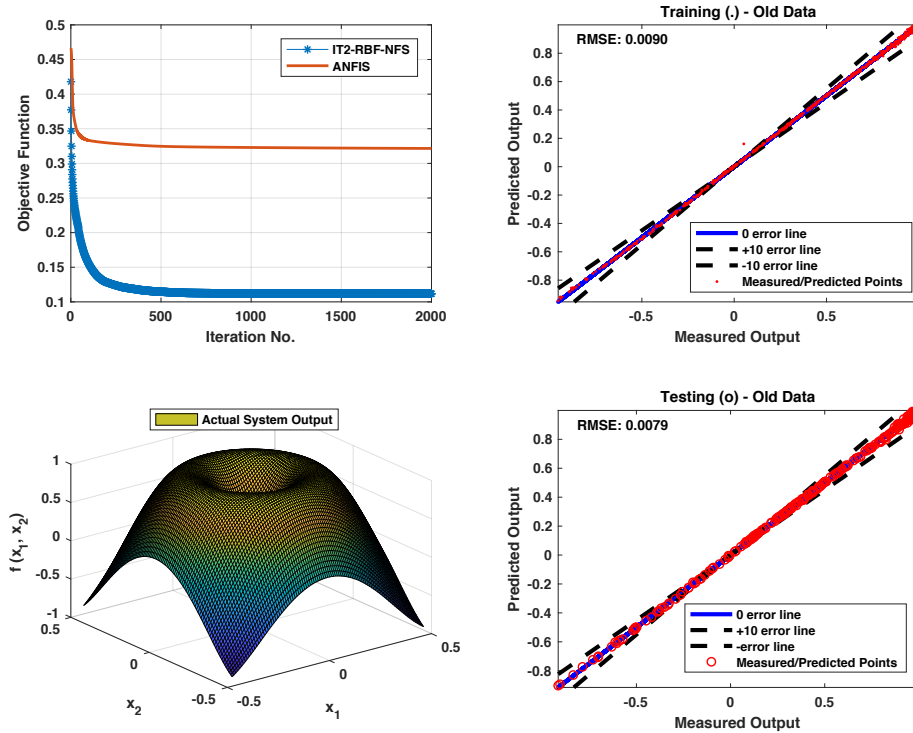 0.5
0.45
0.4
0.35
0.3
0.25
0.2
0.15
0.1
0
500
1000
1500
2000
Objective Function
Iteration No.
IT2-RBF-NFS
ANFIS
Training (.) - Old Data
RMSE: 0.0090
0.8
0.6
0.4
0.2
0
-0.2
-0.4
-0.6
-0.8
-0.5
0
0.5
Predicted Output
Measured Output
0 error line
+10 error line
-10 error line
Measured/Predicted Points
Actual System Output
1
0.5
0
-0.5
-1
0.5
0
-0.5
-0.5
0
0.5
f (x1, x2)
x2
x1
Testing (o) - Old Data
RMSE: 0.0079
0.8
0.6
0.4
0.2
0
-0.2
-0.4
-0.6
-0.8
-0.5
0
0.5
Predicted Output
Measured Output
0 error line
+10 error line
-error line
Measured/Predicted Points